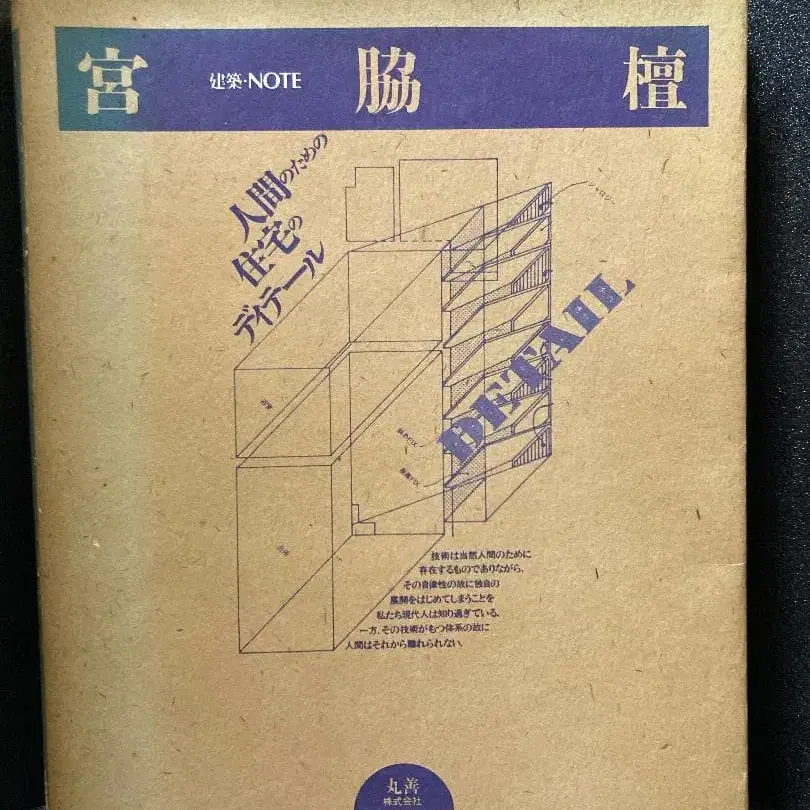 宮脇檀
建築·NOTE
人間のための
住宅の
ディテール
DETAIL
技術は当然人間のために
存在するものでありながら、
その自律性の故に独自の
展開をはじめてしまうことを
私たち現代人は知り過ぎている。
一方、その技術がもつ体系の故に
人間はそれから離れられない。
丸善
株式会社